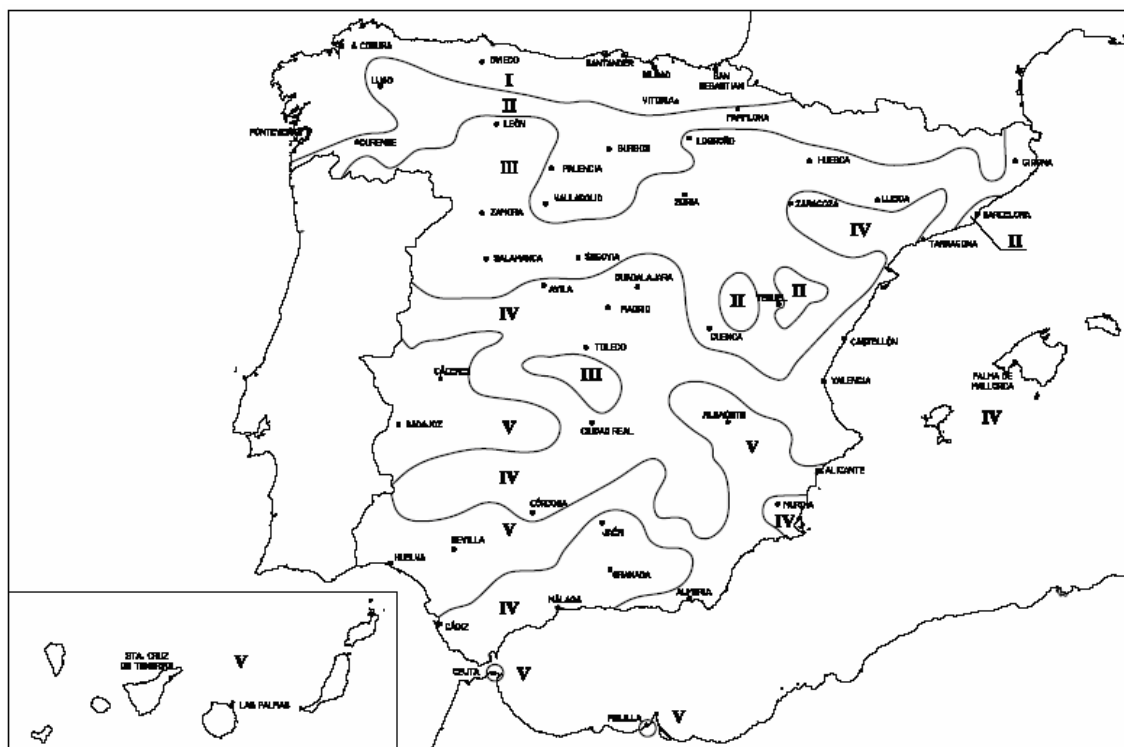 A CORUÑA
OVIEDO
SANTANDER
BILBAO
SAN
SEBASTIAN
LUGO
I
VITORIA
II
PAMPLONA
LEÓN
PONTEVEDRA
OURENSE
BURGOS
LOGROÑO
HUESCA
GIRONA
III
PALENCIA
VALLADOLID
SORIA
ZARAGOZA
LLEIDA
ZAMORA
IV
BARCELONA
TARRAGONA
II
SALAMANCA
SEGOVIA
GUADALAJARA
AVILA
II
TERUEL
II
IV
MADRID
CUENCA
CASTELLÓN
TOLEDO
III
CÁCERES
VALENCIA
PALMA DE
MALLORCA
IV
BADAJOZ
V
CIUDAD REAL
ALBACETE
V
ALICANTE
IV
CÓRDOBA
MURCIA
IV
V
JAÉN
SEVILLA
HUELVA
GRANADA
ALMERIA
IV
MÁLAGA
CÁDIZ
CEUTA
V
MELILLA
V
STA. CRUZ
DE TENERIFE
V
LAS PALMAS